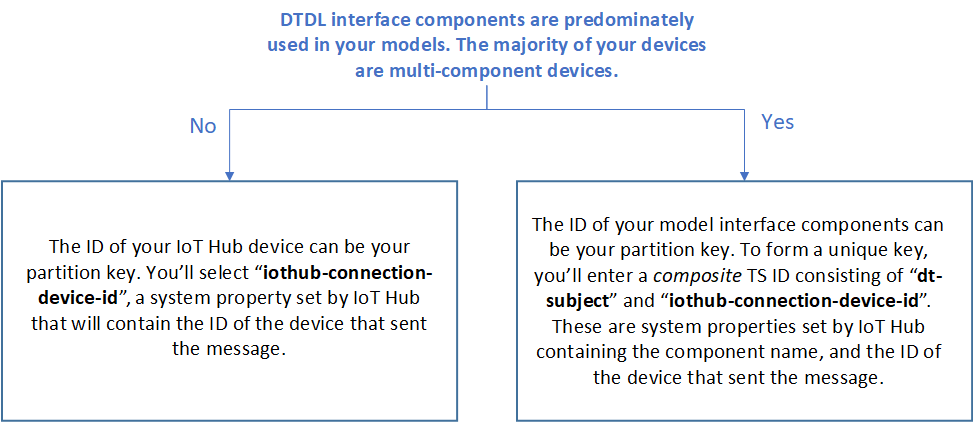 DTDL interface components are predominately
used in your models. The majority of your devices
are multi-component devices.
No
Yes
The ID of your IoT Hub device can be your
partition key. You’ll select “iothub-connection-
device-id”, a system property set by IoT Hub
that will contain the ID of the device that sent
the message.
The ID of your model interface components can
be your partition key. To form a unique key,
you’ll enter a composite TS ID consisting of “dt-
subject” and “iothub-connection-device-id”.
These are system properties set by IoT Hub
containing the component name, and the ID of
the device that sent the message.